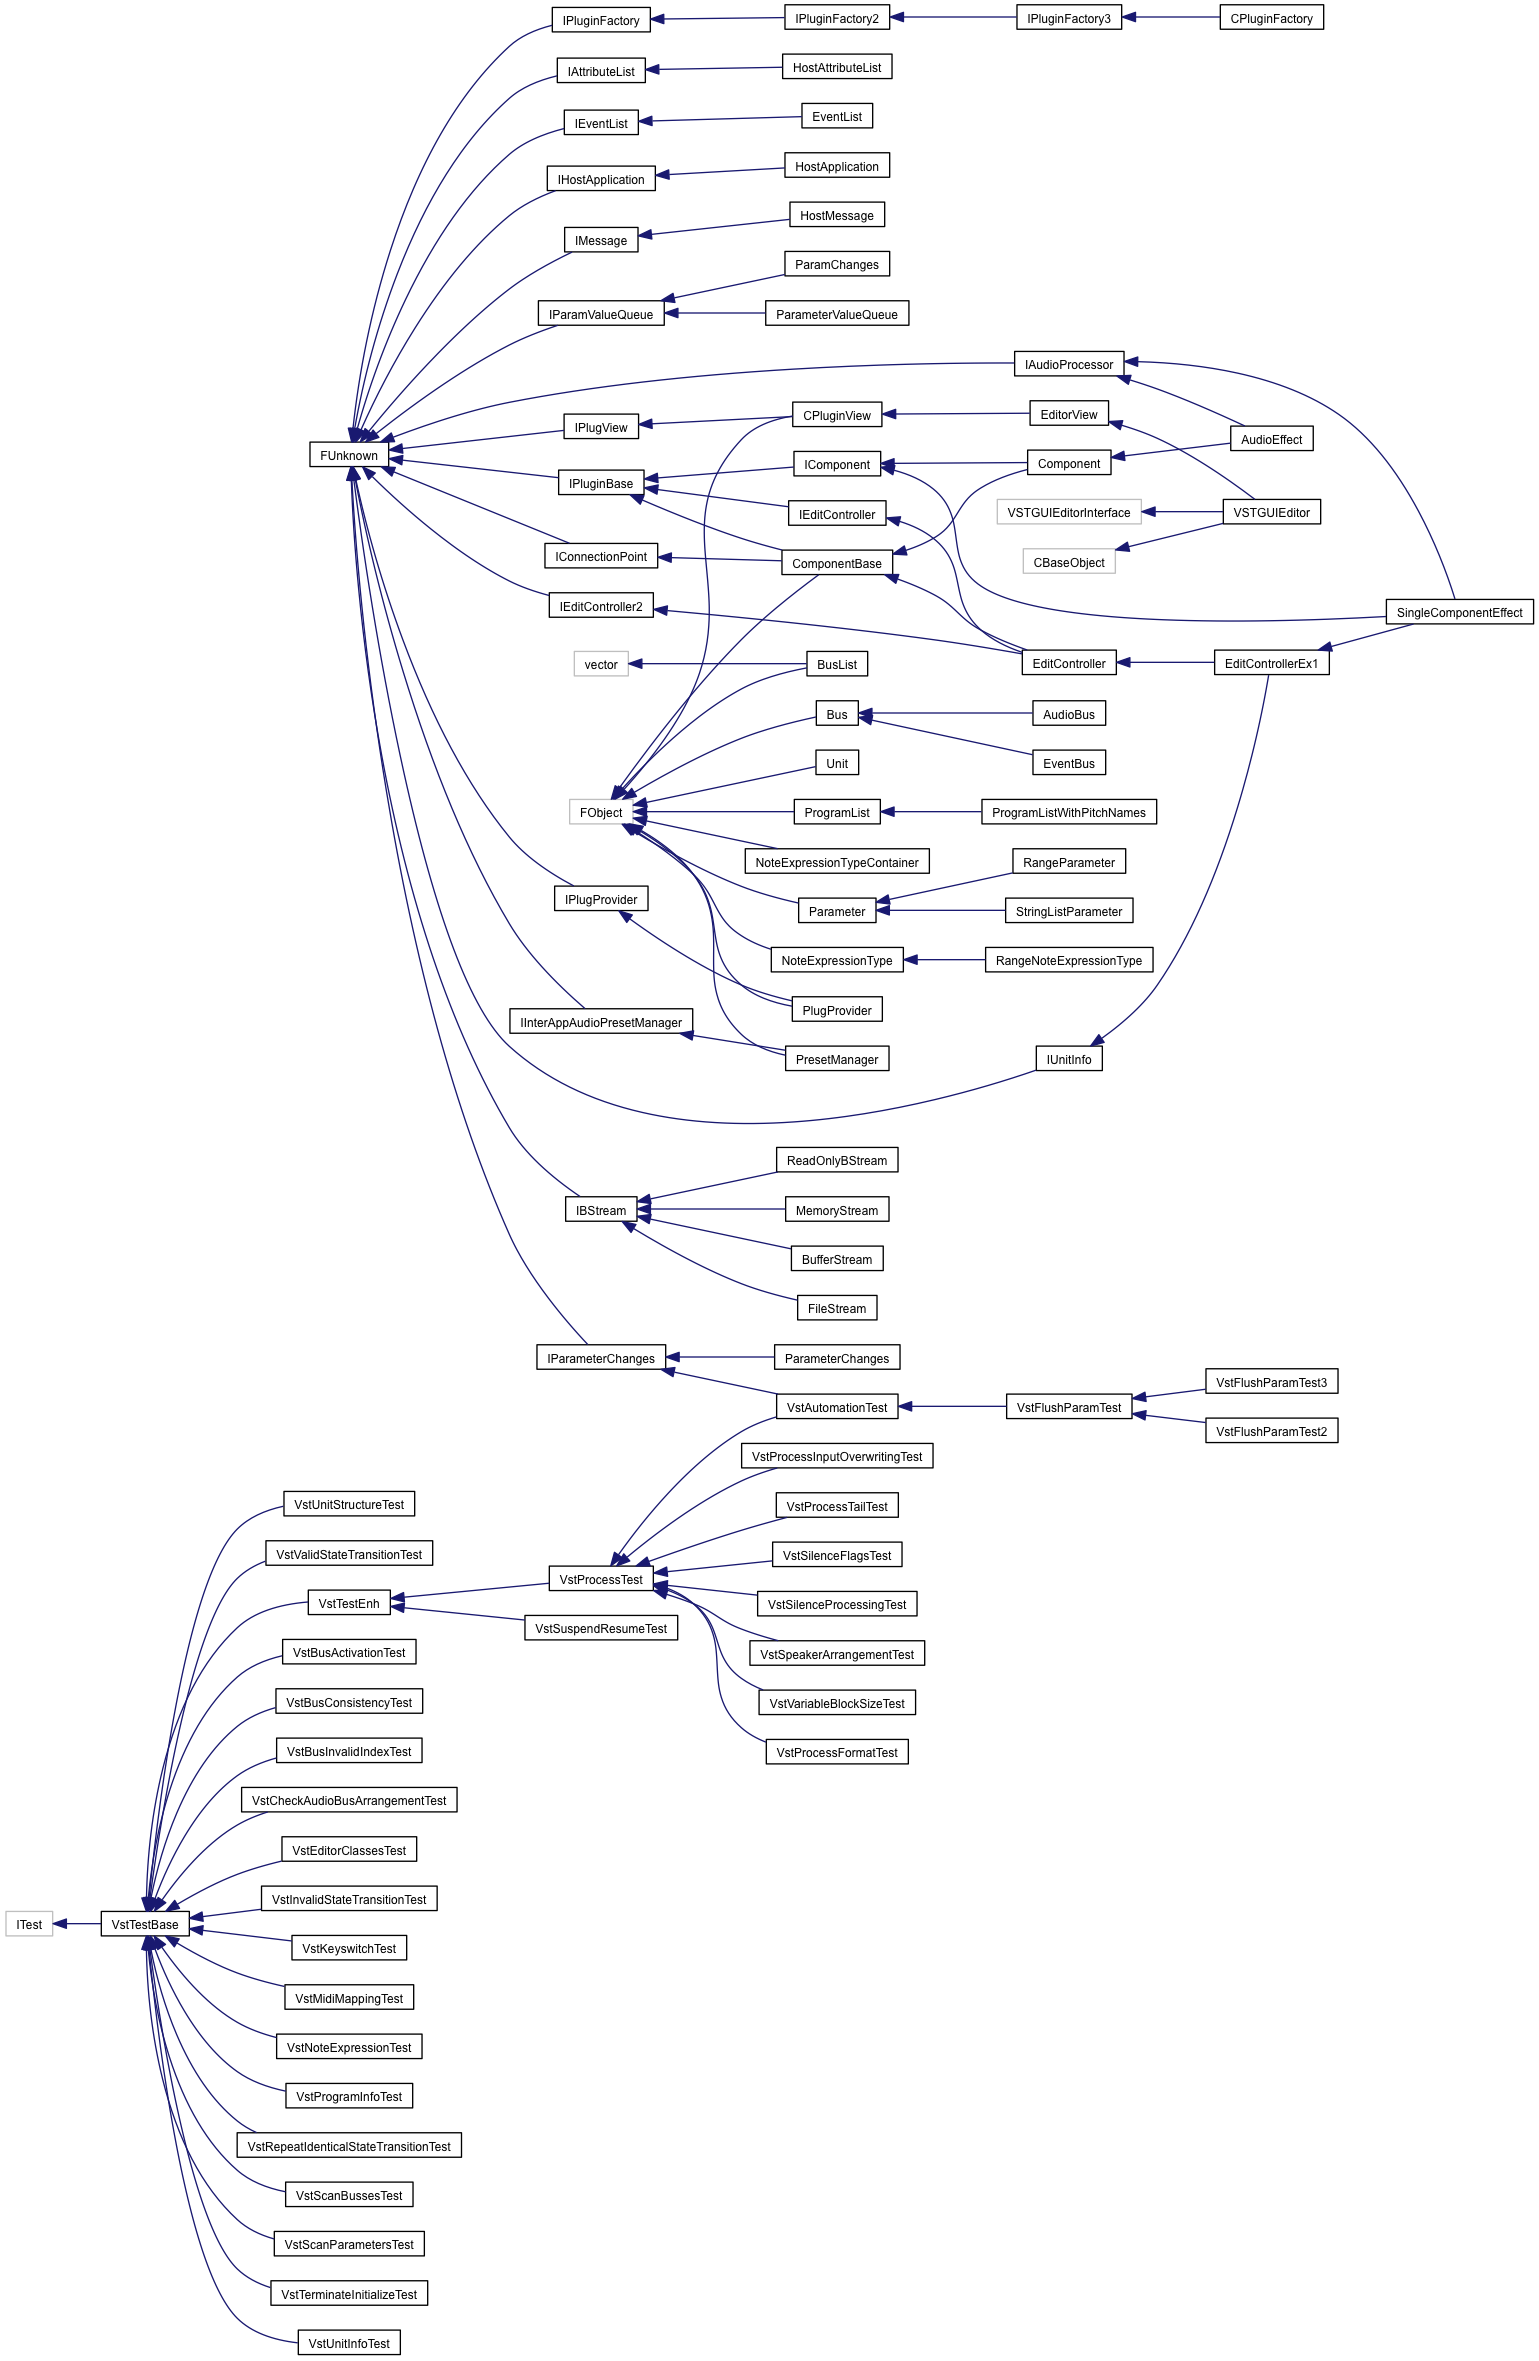 IPluginFactory
IPluginFactory2
IPluginFactory3
CPluginFactory
IAttributeList
HostAttributeList
IEventList
EventList
IHostApplication
HostApplication
IMessage
HostMessage
ParamChanges
IParamValueQueue
ParameterValueQueue
IAudioProcessor
IPlugView
CPluginView
EditorView
AudioEffect
FUnknown
IPluginBase
IComponent
Component
IEditController
VSTGUIEditorInterface
VSTGUIEditor
IConnectionPoint
ComponentBase
CBaseObject
IEditController2
SingleComponentEffect
vector
BusList
EditController
EditControllerEx1
Bus
AudioBus
Unit
EventBus
FObject
ProgramList
ProgramListWithPitchNames
NoteExpressionTypeContainer
RangeParameter
IPlugProvider
Parameter
StringListParameter
NoteExpressionType
RangeNoteExpressionType
PlugProvider
IInterAppAudioPresetManager
PresetManager
IUnitInfo
ReadOnlyBStream
IBStream
MemoryStream
BufferStream
FileStream
IParameterChanges
ParameterChanges
VstFlushParamTest3
VstAutomationTest
VstFlushParamTest
VstFlushParamTest2
VstProcessInputOverwritingTest
VstUnitStructureTest
VstProcessTailTest
VstValidStateTransitionTest
VstSilenceFlagsTest
VstProcessTest
VstTestEnh
VstSilenceProcessingTest
VstSuspendResumeTest
VstBusActivationTest
VstSpeakerArrangementTest
VstBusConsistencyTest
VstVariableBlockSizeTest
VstBusInvalidIndexTest
VstProcessFormatTest
VstCheckAudioBusArrangementTest
VstEditorClassesTest
VstInvalidStateTransitionTest
ITest
VstTestBase
VstKeyswitchTest
VstMidiMappingTest
VstNoteExpressionTest
VstProgramInfoTest
VstRepeatIdenticalStateTransitionTest
VstScanBussesTest
VstScanParametersTest
VstTerminateInitializeTest
VstUnitInfoTest